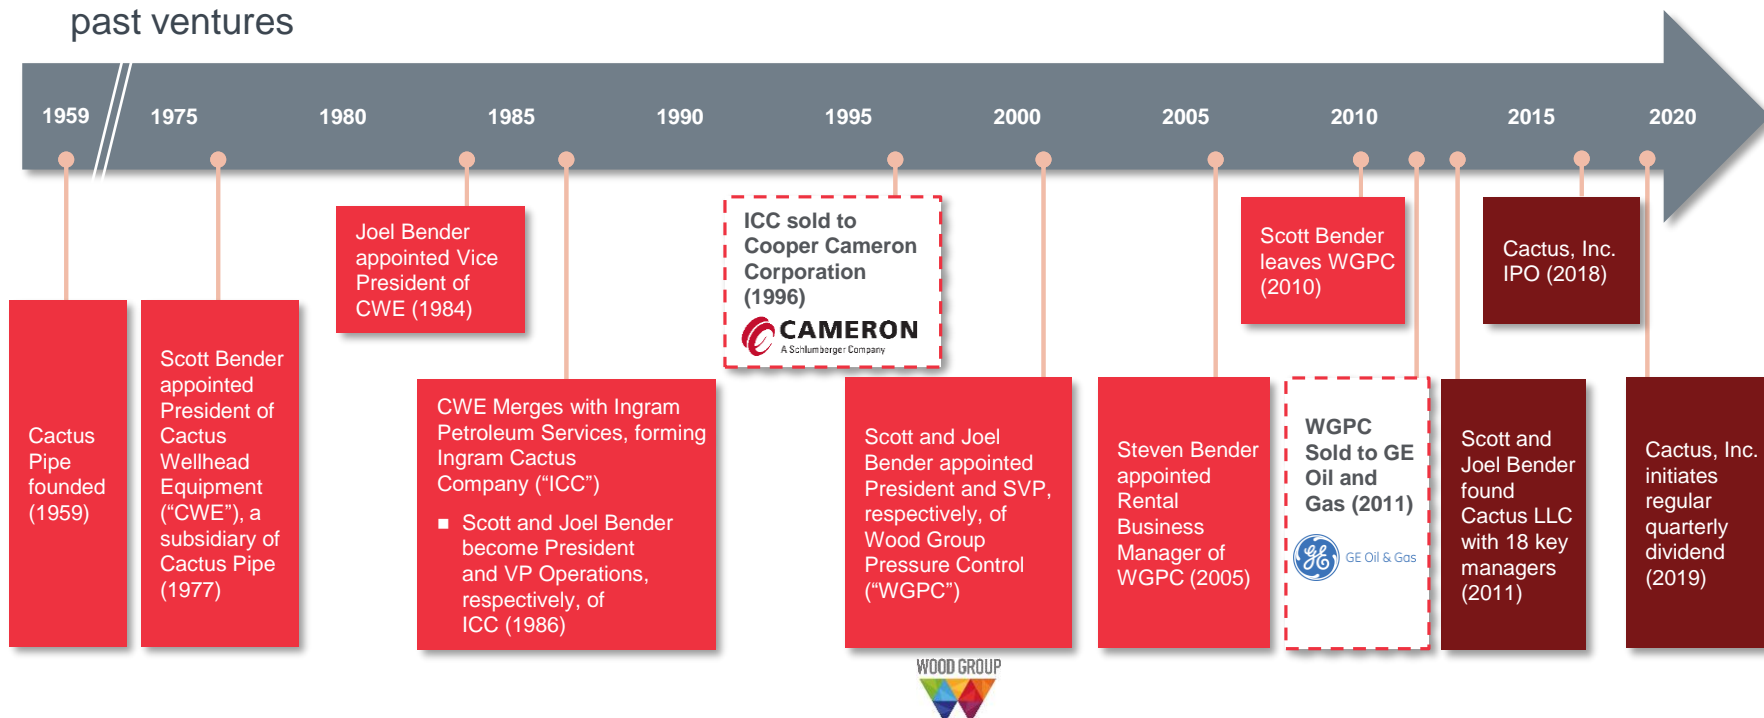 past ventures
1959
1975
1980
1985
1990
1995
2000
2005
2010
2015
2020
Cactus
Pipe
founded
(1959)
Scott Bender
appointed
President of
Cactus
Wellhead
Equipment
(“CWE”), a
subsidiary of
Cactus Pipe
(1977)
Joel Bender
appointed Vice
President of
CWE (1984)
CWE Merges with Ingram
Petroleum Services, forming
Ingram Cactus
Company (“ICC”)
■ Scott and Joel Bender
become President
and VP Operations,
respectively, of
ICC (1986)
ICC sold to
Cooper Cameron
Corporation
(1996)
CAMERON
A Schlumberger Company
Scott and Joel
Bender appointed
President and SVP,
respectively, of
Wood Group
Pressure Control
(“WGPC”)
WOOD GROUP
Steven Bender
appointed
Rental
Business
Manager of
WGPC (2005)
Scott Bender
leaves WGPC
(2010)
WGPC
Sold to GE
Oil and
Gas (2011)
GE GE Oil & Gas
Scott and
Joel Bender
found
Cactus LLC
with 18 key
managers
(2011)
Cactus, Inc.
IPO (2018)
Cactus, Inc.
initiates
regular
quarterly
dividend
(2019)